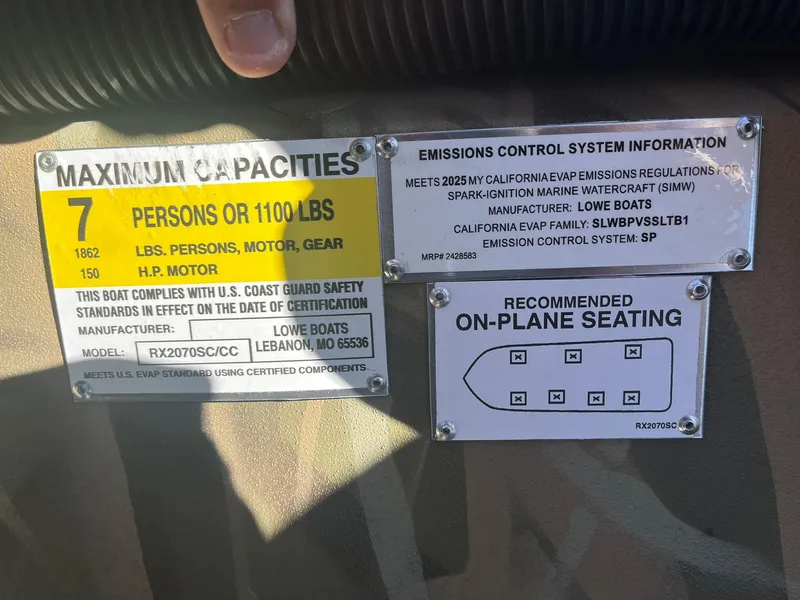 MAXIMUM CAPACITIES
7 PERSONS OR 1100 LBS
1862 LBS. PERSONS, MOTOR, GEAR
150 H.P. MOTOR
THIS BOAT COMPLIES WITH U.S. COAST GUARD SAFETY
STANDARDS IN EFFECT ON THE DATE OF CERTIFICATION
MANUFACTURER: LOWE BOATS
MODEL: RX2070SC/CC LEBANON, MO 65536
MEETS U.S. EVAP STANDARD USING CERTIFIED COMPONENTS
EMISSIONS CONTROL SYSTEM INFORMATION
MEETS 2025 MY CALIFORNIA EVAP EMISSIONS REGULATIONS FOR
SPARK-IGNITION MARINE WATERCRAFT (SIMW)
MANUFACTURER: LOWE BOATS
CALIFORNIA EVAP FAMILY: SLWBPVSSLTB1
EMISSION CONTROL SYSTEM: SP
MRP# 2428583
RECOMMENDED
ON-PLANE SEATING
RX2070SC